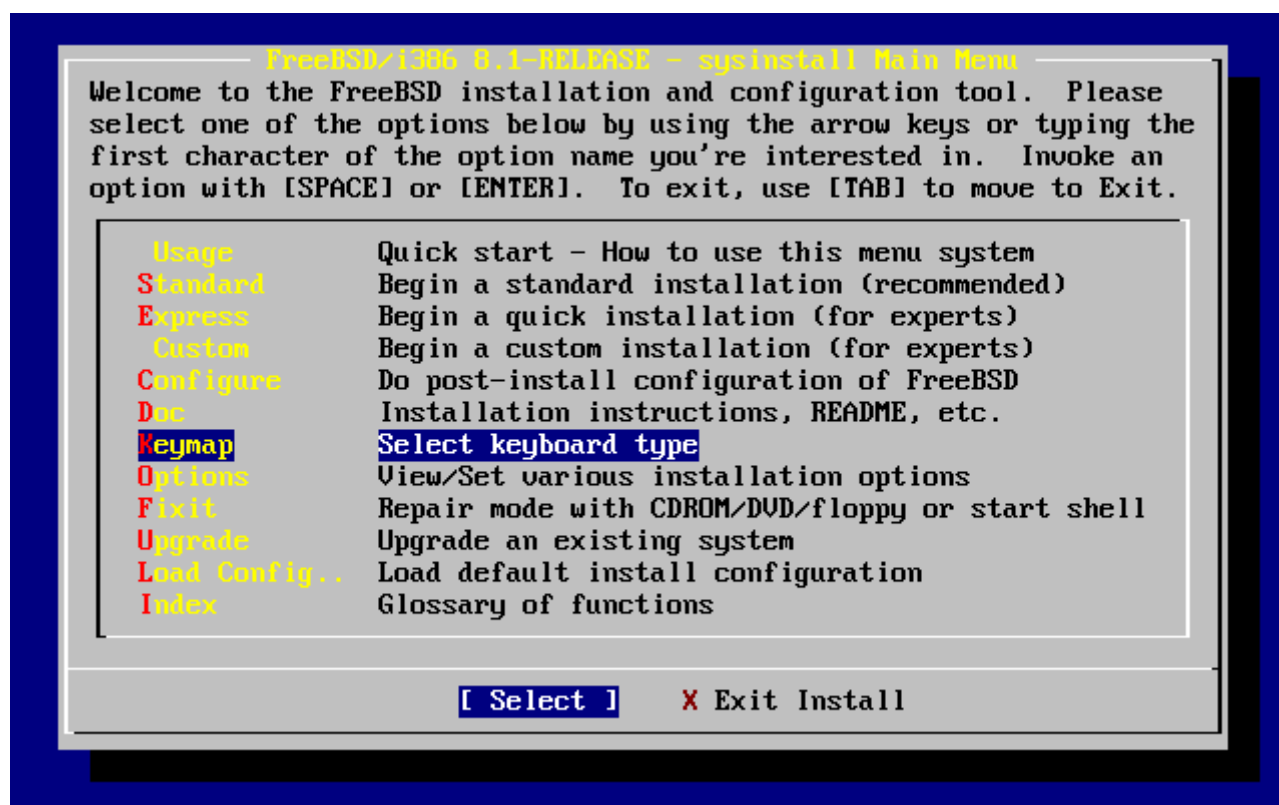 FreeBSD/i386 8.1-RELEASE - sysinstall Main Menu
Welcome to the FreeBSD installation and configuration tool.  Please
select one of the options below by using the arrow keys or typing the
first character of the option name you're interested in.  Invoke an
option with [SPACE] or [ENTER].  To exit, use [TAB] to move to Exit.
Usage Quick start - How to use this menu system
Standard Begin a standard installation (recommended)
Express Begin a quick installation (for experts)
Custom Begin a custom installation (for experts)
Configure Do post-install configuration of FreeBSD
Doc Installation instructions, README, etc.
Keymap Select keyboard type
Options View/Set various installation options
Fixit Repair mode with CDROM/DVD/floppy or start shell
Upgrade Upgrade an existing system
Load Config.. Load default install configuration
Index Glossary of functions
[ Select ] X Exit Install